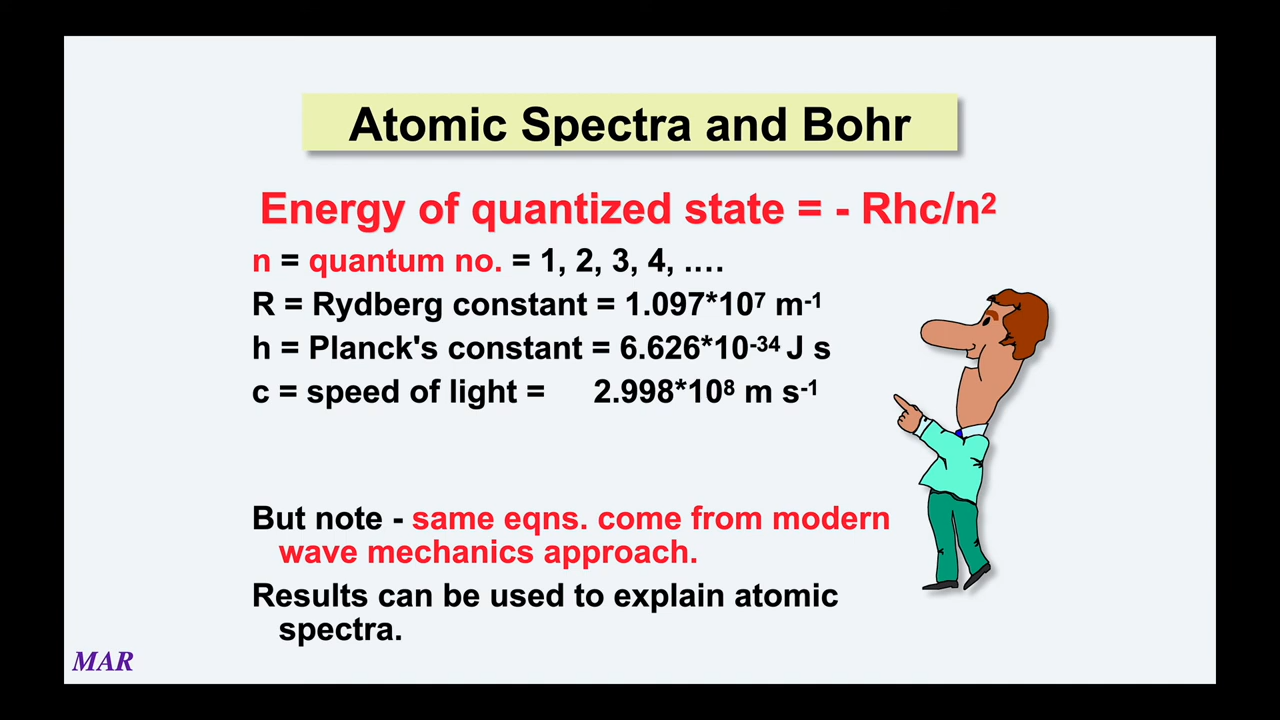 Atomic Spectra and Bohr
Energy of quantized state = - Rhc/n²
n = quantum no. = 1, 2, 3, 4, ....
R = Rydberg constant = 1.097*10⁷ m⁻¹
h = Planck's constant = 6.626*10⁻³⁴ J s
c = speed of light = 2.998*10⁸ m s⁻¹
But note - same eqns. come from modern
wave mechanics approach.
Results can be used to explain atomic
spectra.
MAR